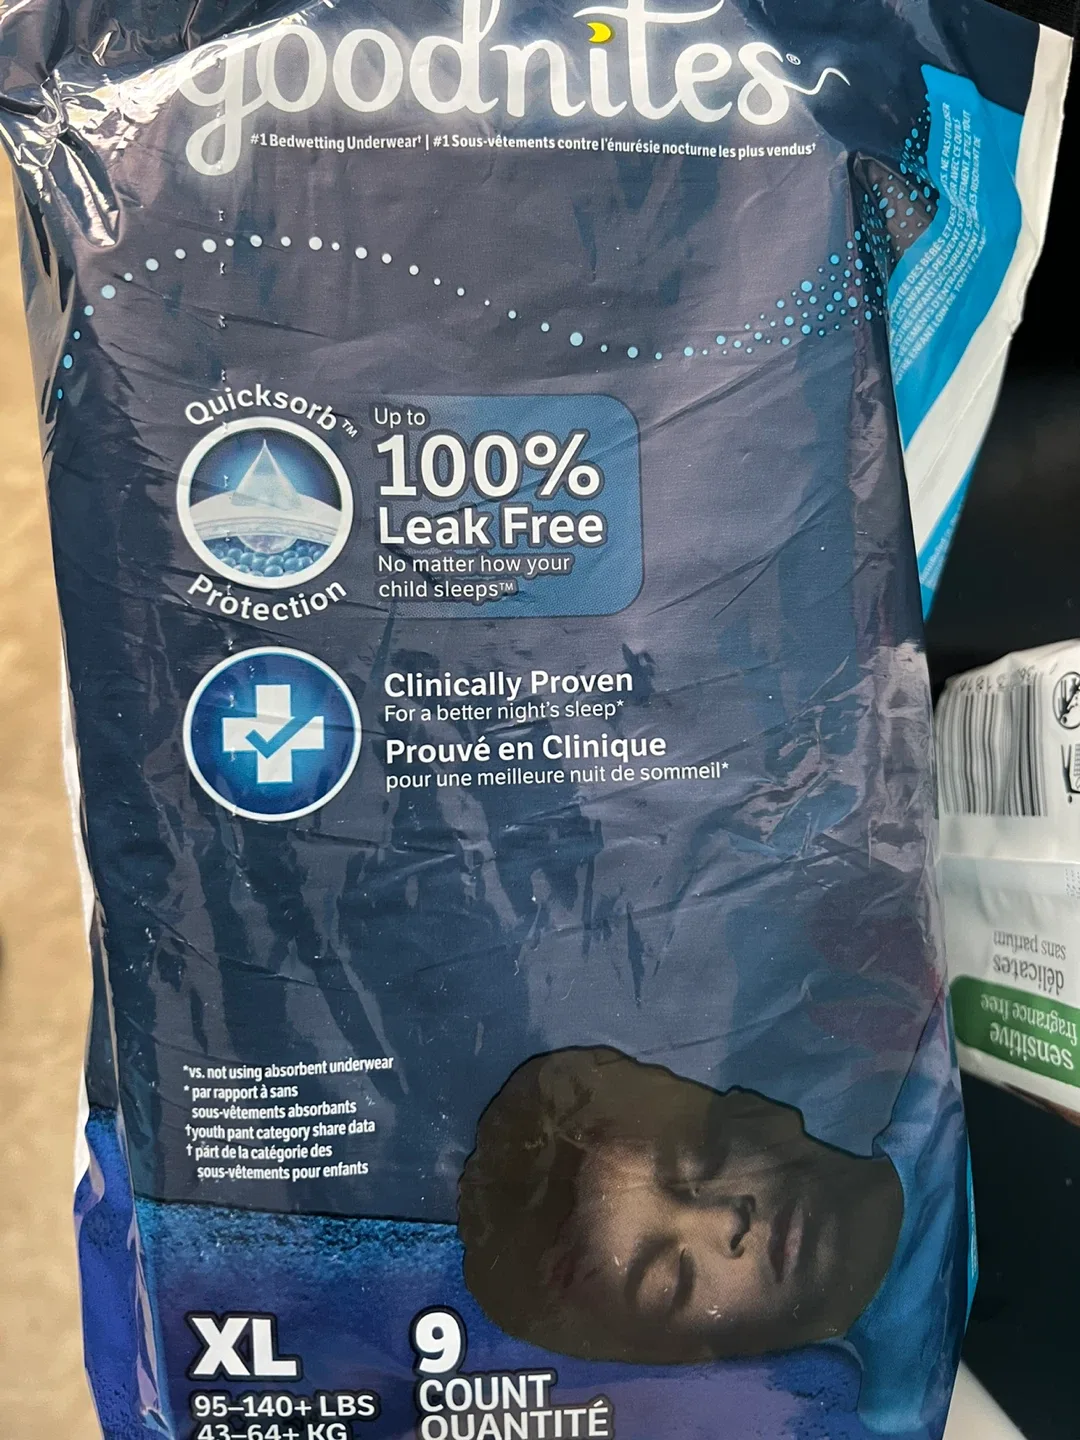 goodnites®
#1 Bedwetting Underwear† | #1 Sous-vêtements contre l'énurésie nocturne les plus vendus†
Quicksorb™
Protection
Up to
100%
Leak Free
No matter how your
child sleeps™
Clinically Proven
For a better night's sleep*
Prouvé en Clinique
pour une meilleure nuit de sommeil*
*vs. not using absorbent underwear
* par rapport à sans
sous-vêtements absorbants
†youth pant category share data
† part de la catégorie des
sous-vêtements pour enfants
XL
95–140+ LBS
43–64+ KG
9
COUNT
QUANTITÉ
sensitive
fragrance free
délicates
sans parfum